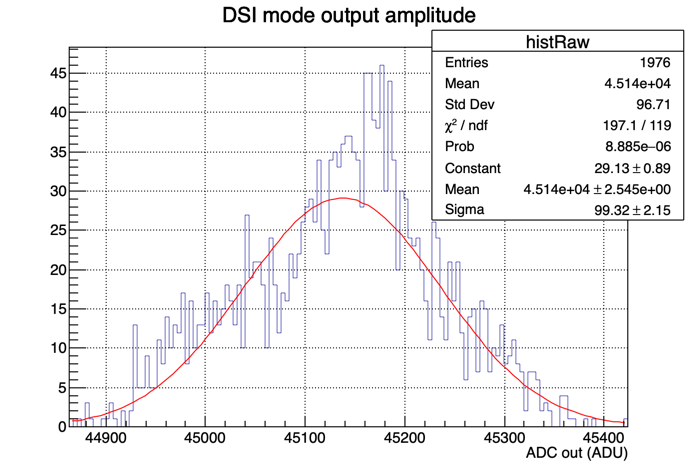 DSI mode output amplitude
histRaw
Entries 1976
Mean 4.514e+04
Std Dev 96.71
χ² / ndf 197.1 / 119
Prob 8.885e−06
Constant 29.13 ± 0.89
Mean 4.514e+04 ± 2.545e+00
Sigma 99.32 ± 2.15
45
40
35
30
25
20
15
10
5
0
44900 45000 45100 45200 45300 45400
ADC out (ADU)